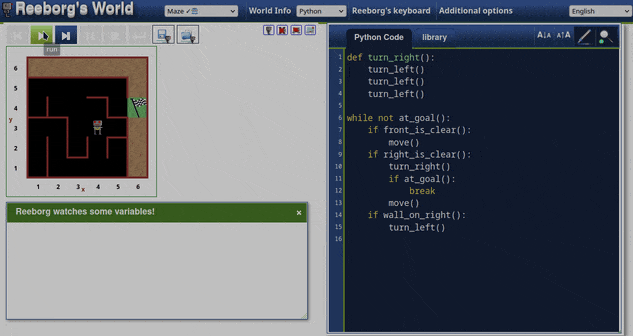 Reeborg's World
Maze
World Info
Python
Reeborg's keyboard
Additional options
English
run
6
5
4
y
3
2
1
1 2 3 x 4 5 6
Reeborg watches some variables!
×
Python Code
library
A↓A
A↑A
1 def turn_right():
2     turn_left()
3     turn_left()
4     turn_left()
5
6 while not at_goal():
7     if front_is_clear():
8         move()
9     if right_is_clear():
10         turn_right()
11         if at_goal():
12             break
13         move()
14     if wall_on_right():
15         turn_left()
16